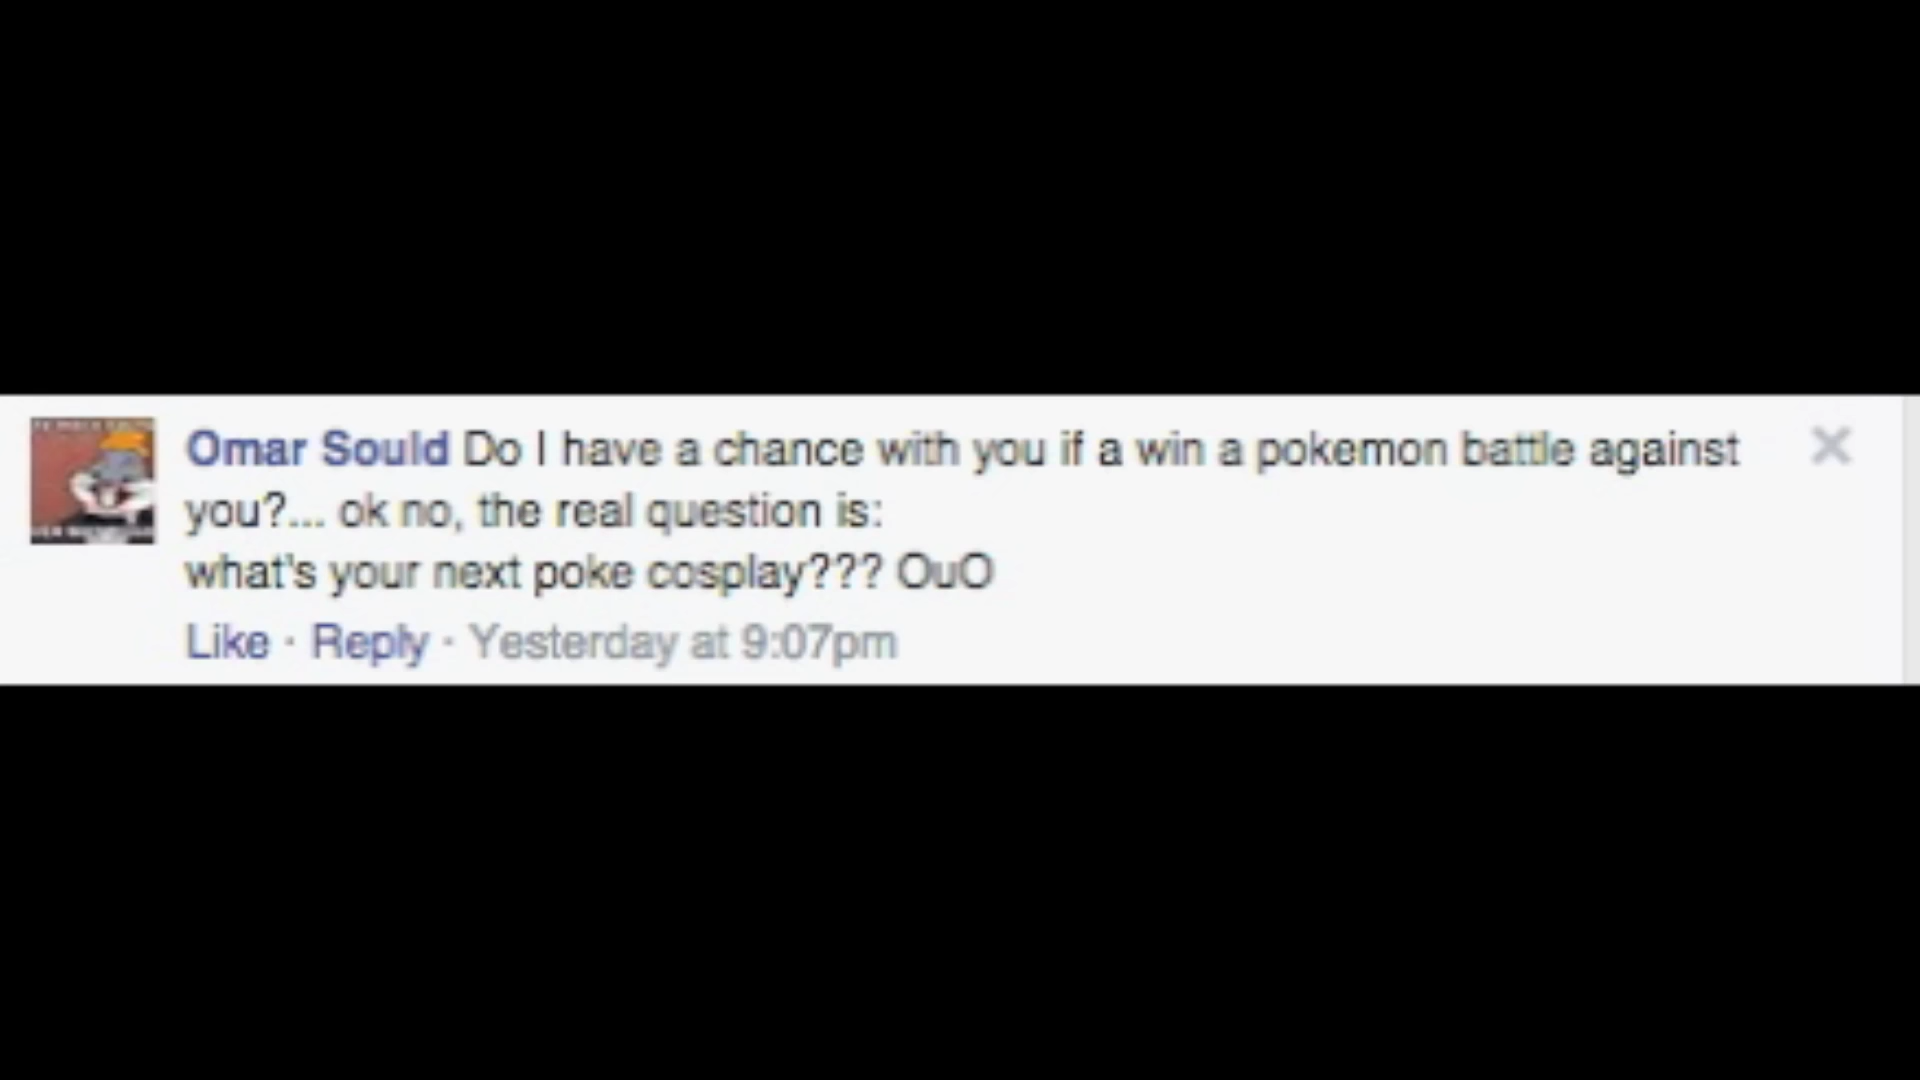 Omar Sould Do I have a chance with you if a win a pokemon battle against
you?... ok no, the real question is:
what's your next poke cosplay??? OuO
Like · Reply · Yesterday at 9:07pm